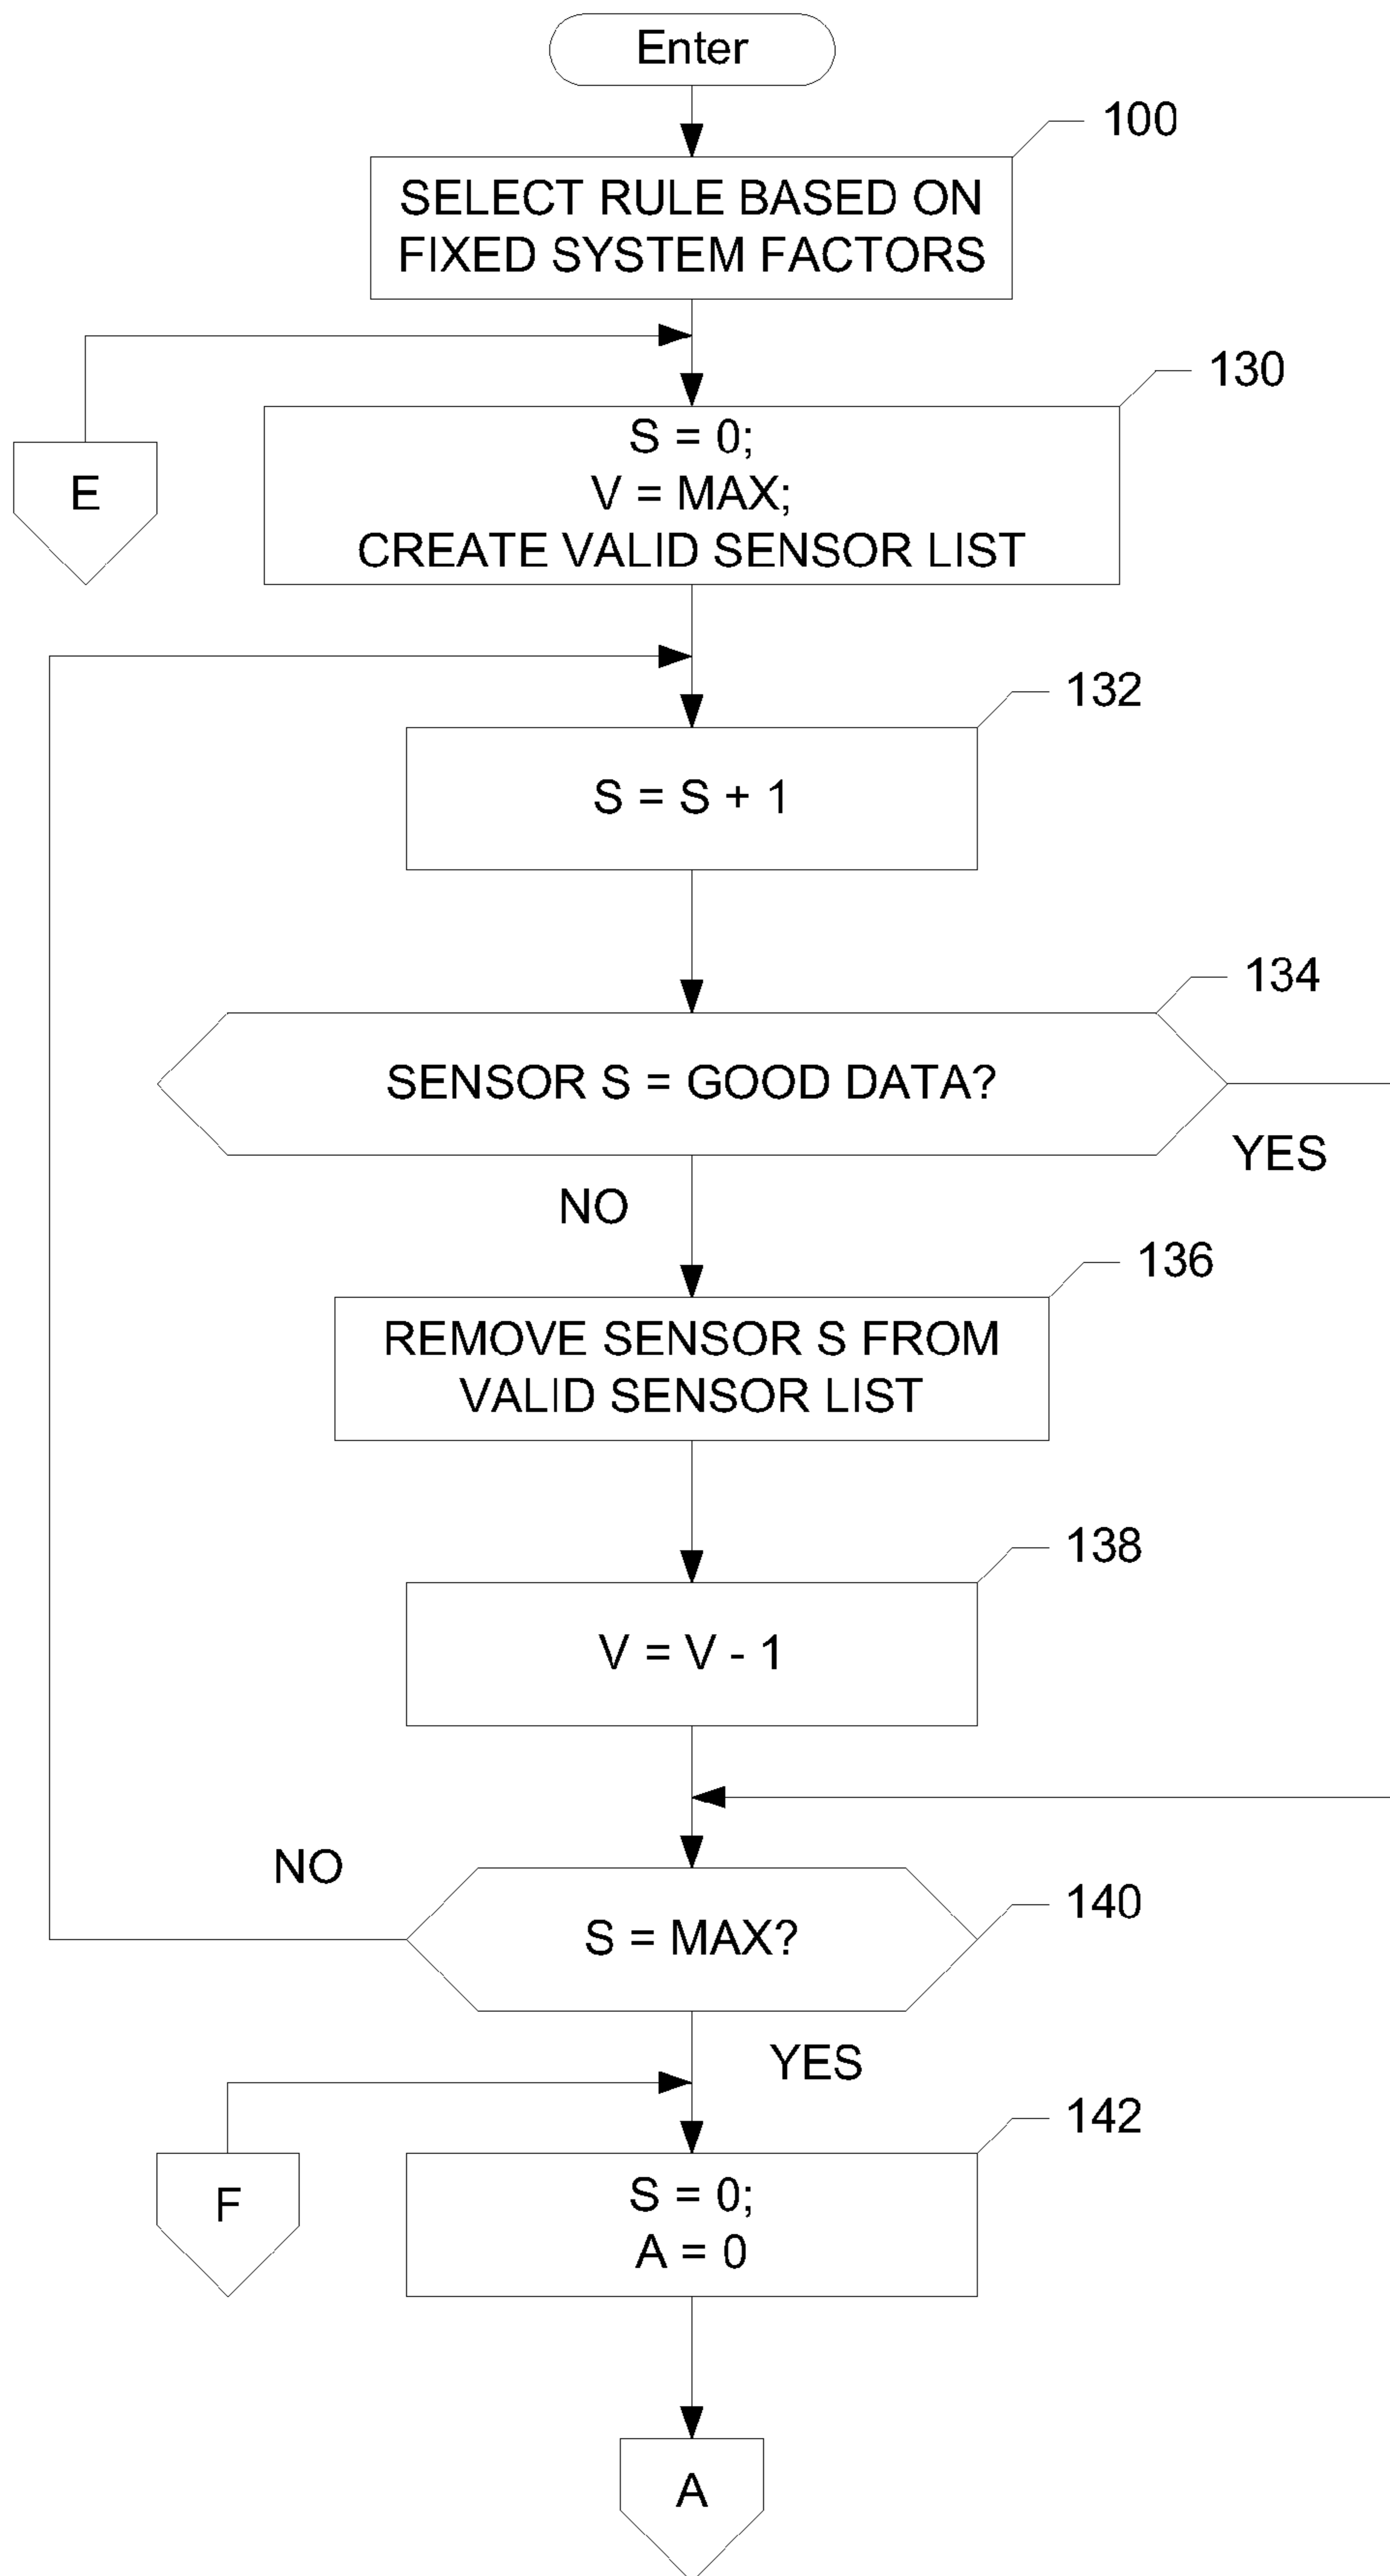 Enter
100
SELECT RULE BASED ON
FIXED SYSTEM FACTORS
130
S = 0;
V = MAX;
CREATE VALID SENSOR LIST
E
132
S = S + 1
134
SENSOR S = GOOD DATA?
YES
NO
136
REMOVE SENSOR S FROM
VALID SENSOR LIST
138
V = V - 1
NO
140
S = MAX?
YES
142
S = 0;
A = 0
F
A